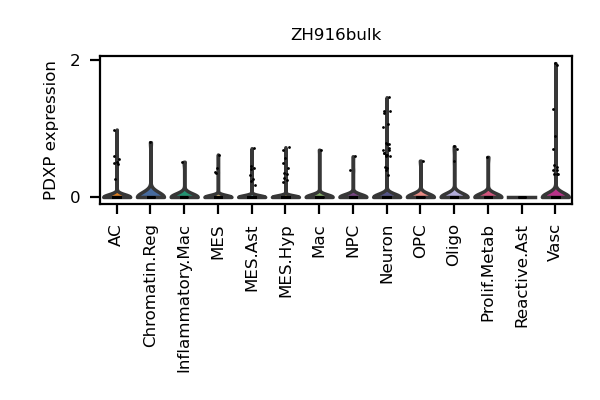 ZH916bulk
PDXP expression
2
0
AC
Chromatin.Reg
Inflammatory.Mac
MES
MES.Ast
MES.Hyp
Mac
NPC
Neuron
OPC
Oligo
Prolif.Metab
Reactive.Ast
Vasc